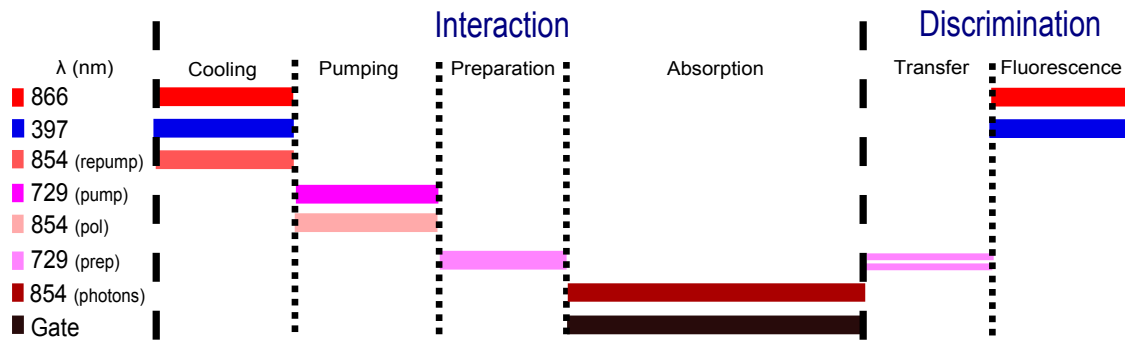 Interaction Discrimination
λ (nm) Cooling Pumping Preparation Absorption Transfer Fluorescence
866
397
854 (repump)
729 (pump)
854 (pol)
729 (prep)
854 (photons)
Gate